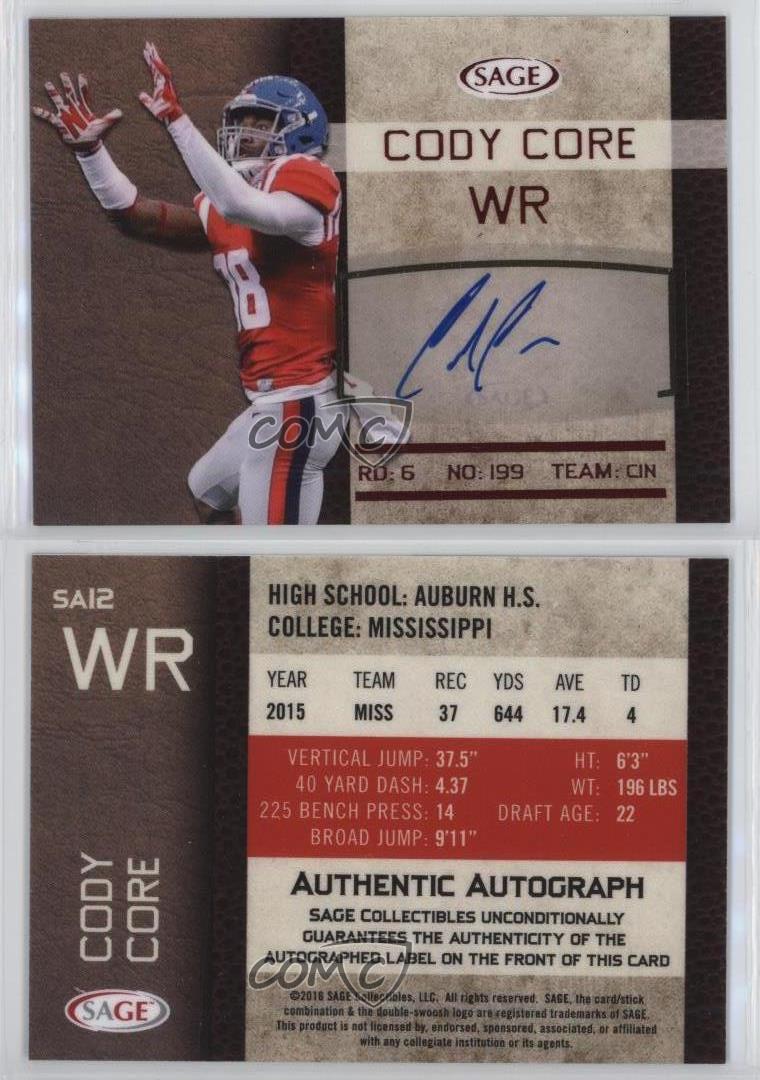 SAGE
CODY CORE
WR
18
COMC
RD: 6 NO: 199 TEAM: CIN
SA12
WR
CODY
CORE
SAGE
HIGH SCHOOL: AUBURN H.S.
COLLEGE: MISSISSIPPI
YEAR TEAM REC YDS AVE TD
2015 MISS 37 644 17.4 4
VERTICAL JUMP: 37.5" HT: 6'3"
40 YARD DASH: 4.37 WT: 196 LBS
225 BENCH PRESS: 14 DRAFT AGE: 22
BROAD JUMP: 9'11"
AUTHENTIC AUTOGRAPH
SAGE COLLECTIBLES UNCONDITIONALLY
GUARANTEES THE AUTHENTICITY OF THE
AUTOGRAPHED LABEL ON THE FRONT OF THIS CARD
COMC
©2016 SAGE Collectibles, LLC. All rights reserved. SAGE, the card/stick
combination & the double-swoosh logo are registered trademarks of SAGE.
This product is not licensed by, endorsed, sponsored, associated, or affiliated
with any collegiate institution or its agents.